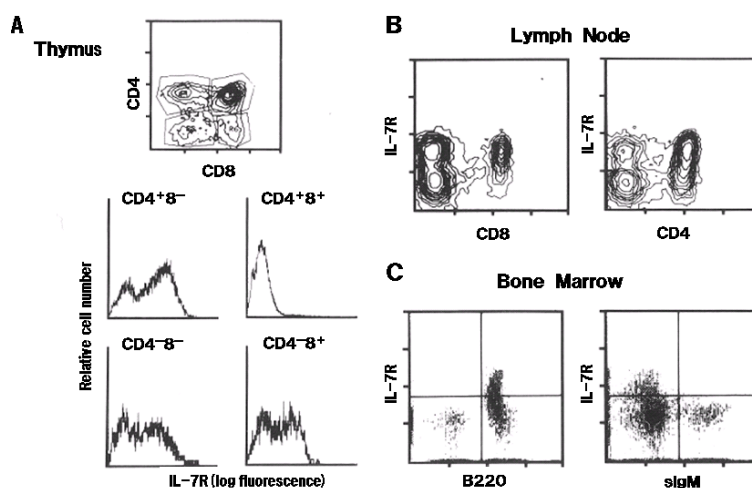 A
Thymus
CD4
CD8
CD4+8−
CD4+8+
CD4−8−
CD4−8+
Relative cell number
IL-7R (log fluorescence)
B
Lymph Node
IL-7R
CD8
IL-7R
CD4
C
Bone Marrow
IL-7R
B220
IL-7R
sIgM